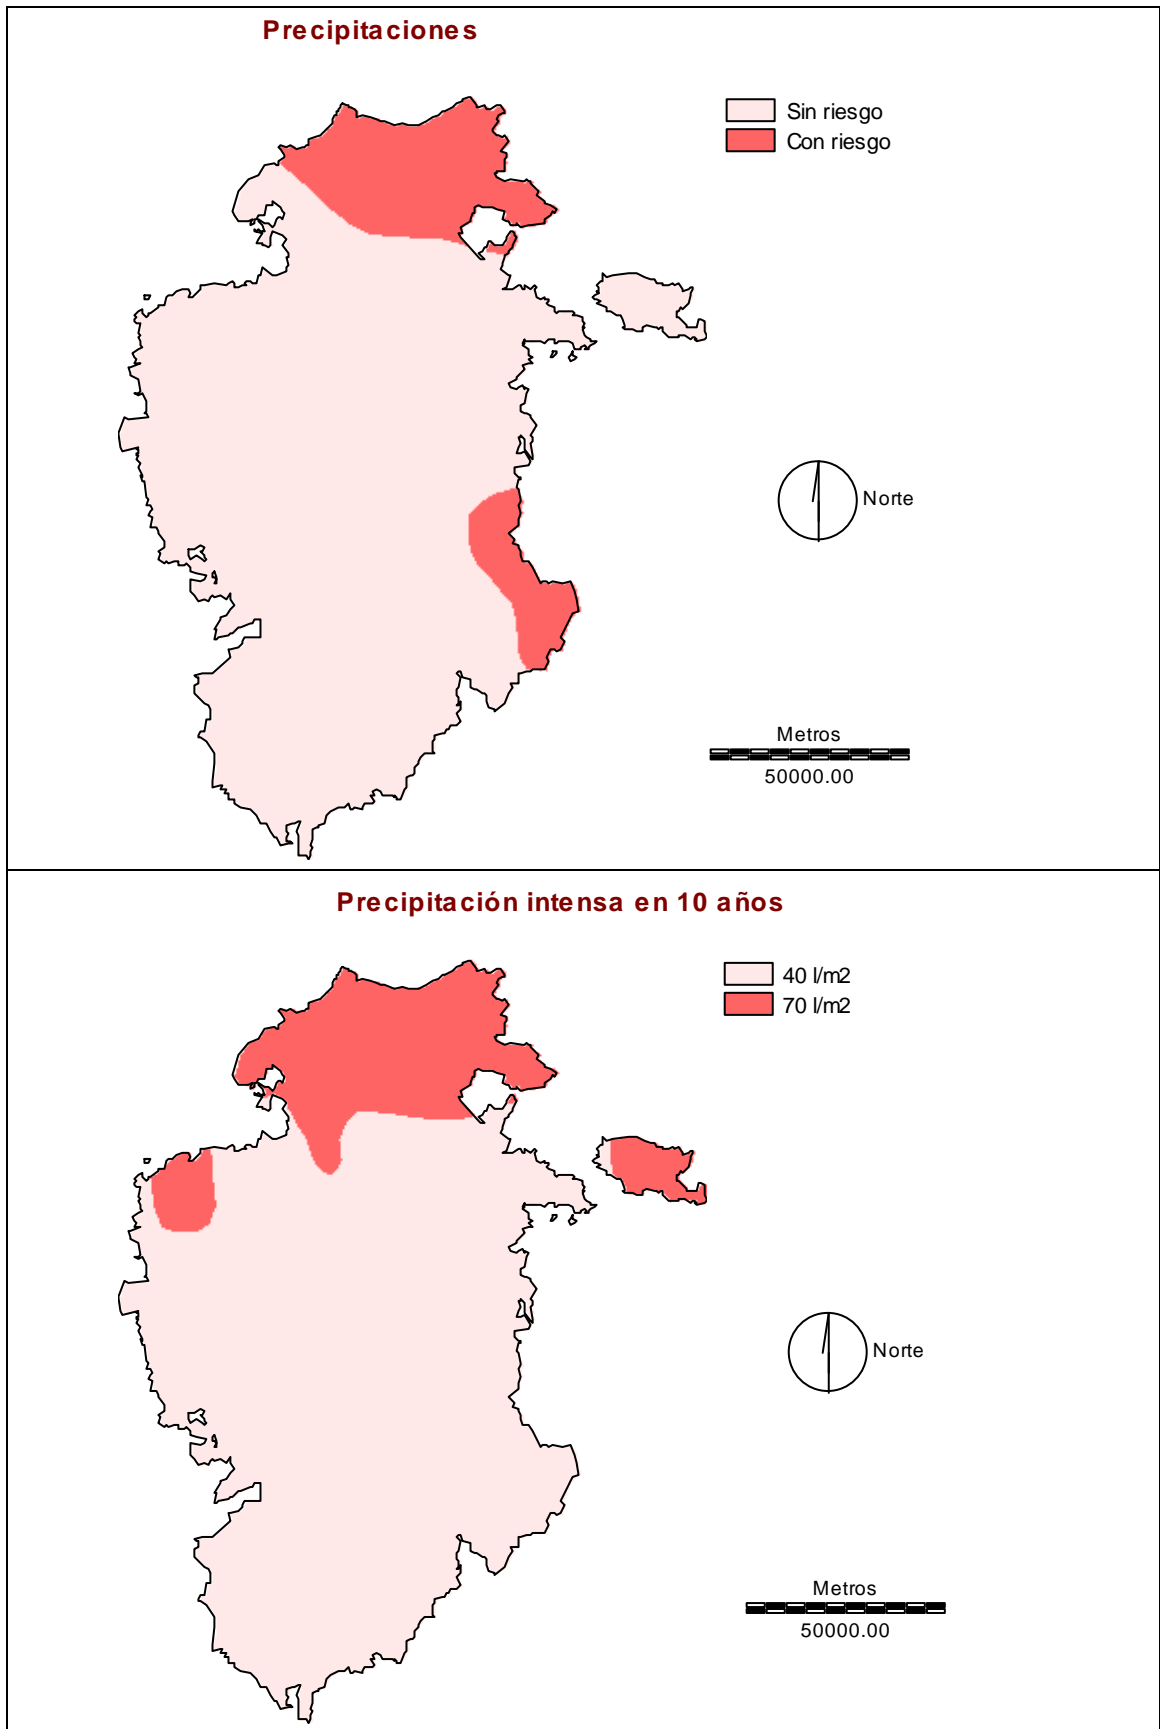 Precipitaciones
Sin riesgo
Con riesgo
Norte
Metros
50000.00
Precipitación intensa en 10 años
40 l/m2
70 l/m2
Norte
Metros
50000.00